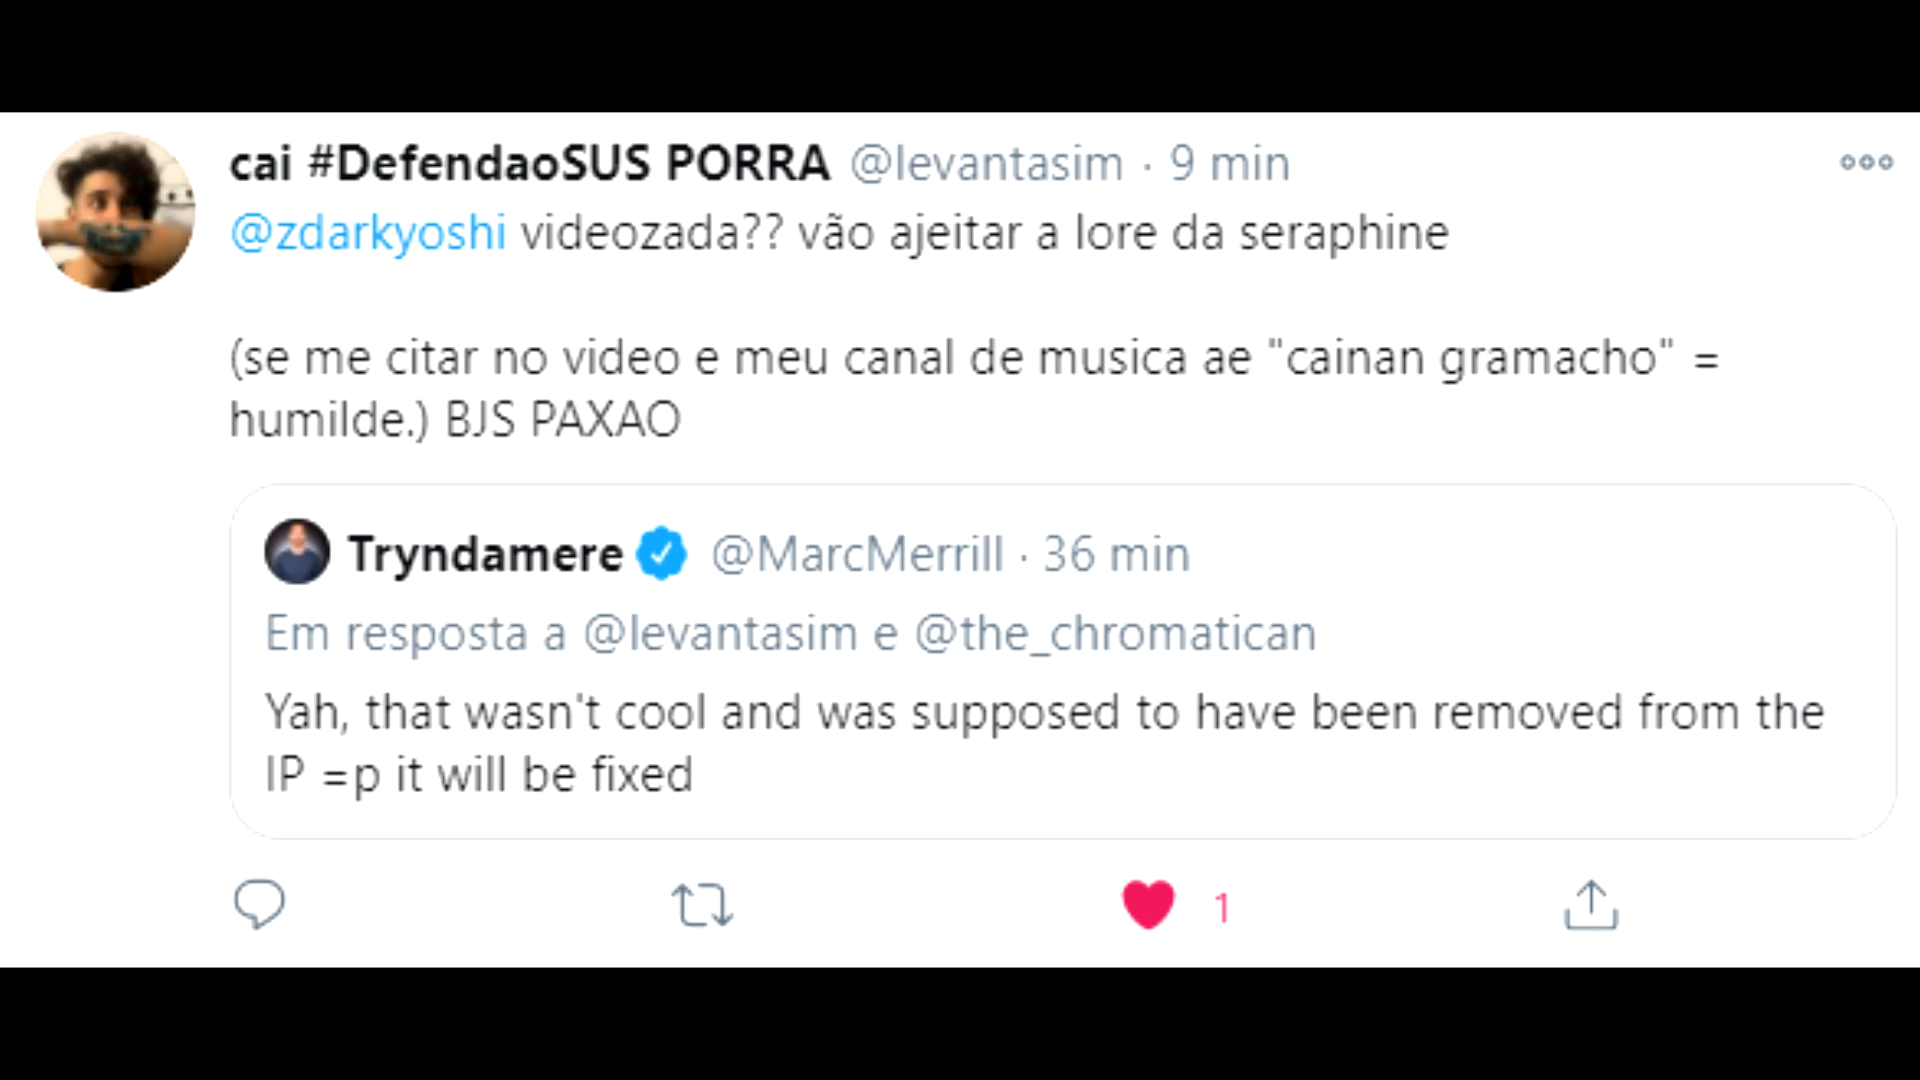 cai #DefendaoSUS PORRA @levantasim · 9 min
@zdarkyoshi videozada?? vão ajeitar a lore da seraphine
(se me citar no video e meu canal de musica ae "cainan gramacho" =
humilde.) BJS PAXAO
Tryndamere @MarcMerrill · 36 min
Em resposta a @levantasim e @the_chromatican
Yah, that wasn't cool and was supposed to have been removed from the
IP =p it will be fixed
1